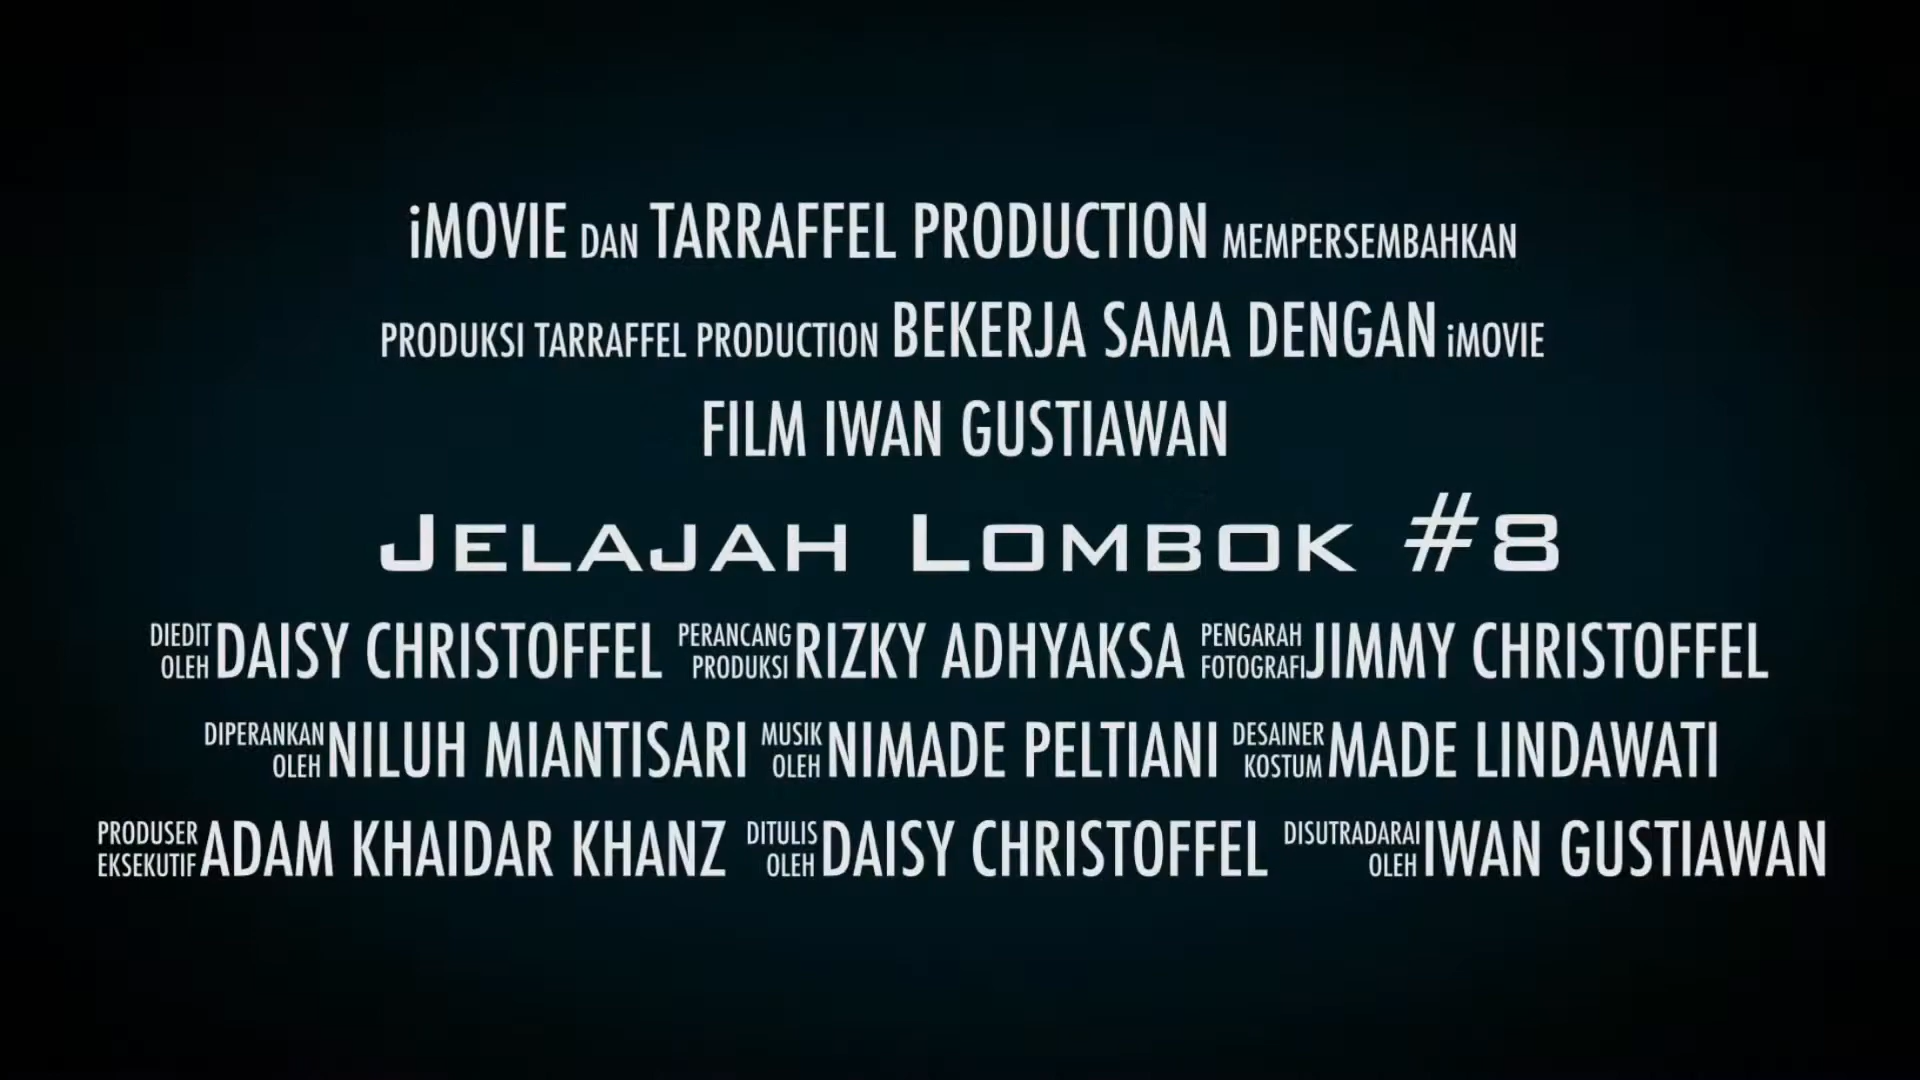 iMOVIE DAN TARRAFFEL PRODUCTION MEMPERSEMBAHKAN
PRODUKSI TARRAFFEL PRODUCTION BEKERJA SAMA DENGAN iMOVIE
FILM IWAN GUSTIAWAN
JELAJAH LOMBOK #8
DIEDIT OLEH DAISY CHRISTOFFEL PERANCANG PRODUKSI RIZKY ADHYAKSA PENGARAH FOTOGRAFI JIMMY CHRISTOFFEL
DIPERANKAN OLEH NILUH MIANTISARI MUSIK OLEH NIMADE PELTIANI DESAINER KOSTUM MADE LINDAWATI
PRODUSER EKSEKUTIF ADAM KHAIDAR KHANZ DITULIS OLEH DAISY CHRISTOFFEL DISUTRADARAI OLEH IWAN GUSTIAWAN